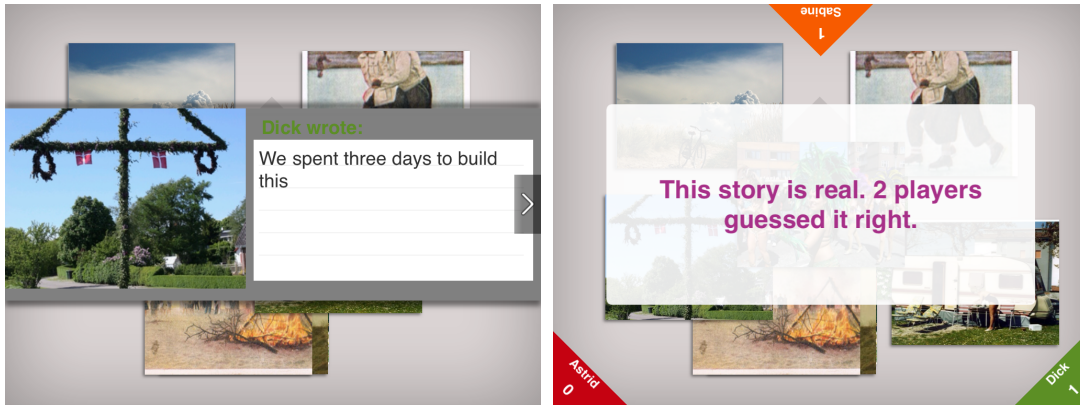 Dick wrote:
We spent three days to build
this
Sabine
1
This story is real. 2 players
guessed it right.
Astrid
0
Dick
1